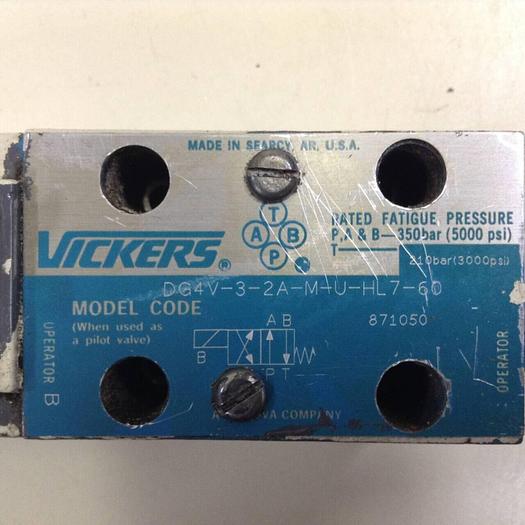 MADE IN SEARCY, AR, U.S.A.
T
A B
P
VICKERS®
RATED FATIGUE PRESSURE
P,A & B—350bar (5000 psi)
T
210bar(3000psi)
DG4V-3-2A-M-U-HL7-60
MODEL CODE
(When used as
a pilot valve)
871050
A B
B
P T
OPERATOR B
OPERATOR
COMPANY